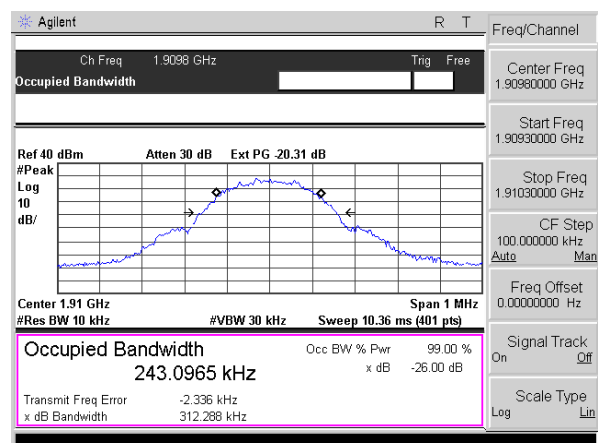 Agilent R T
Ch Freq 1.9098 GHz Trig Free
Occupied Bandwidth
Ref 40 dBm Atten 30 dB Ext PG -20.31 dB
#Peak
Log
10
dB/
Center 1.91 GHz Span 1 MHz
#Res BW 10 kHz #VBW 30 kHz Sweep 10.36 ms (401 pts)
Occupied Bandwidth Occ BW % Pwr 99.00 %
243.0965 kHz x dB -26.00 dB
Transmit Freq Error -2.336 kHz
x dB Bandwidth 312.288 kHz
Freq/Channel
Center Freq
1.90980000 GHz
Start Freq
1.90930000 GHz
Stop Freq
1.91030000 GHz
CF Step
100.000000 kHz
Auto Man
Freq Offset
0.00000000 Hz
Signal Track
On Off
Scale Type
Log Lin